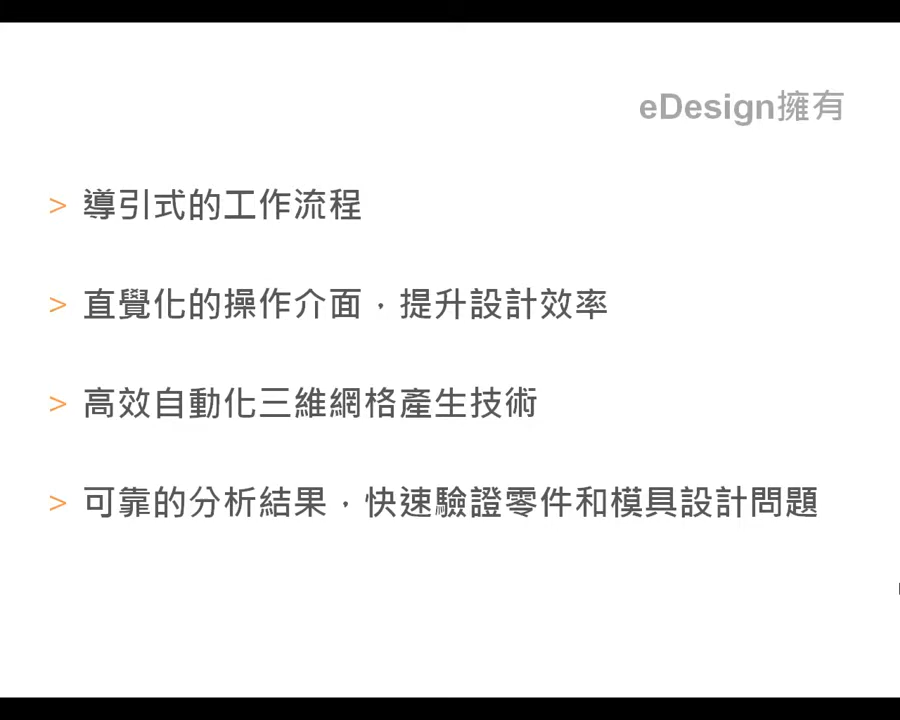 eDesign擁有
> 導引式的工作流程
> 直覺化的操作介面，提升設計效率
> 高效自動化三維網格產生技術
> 可靠的分析結果，快速驗證零件和模具設計問題